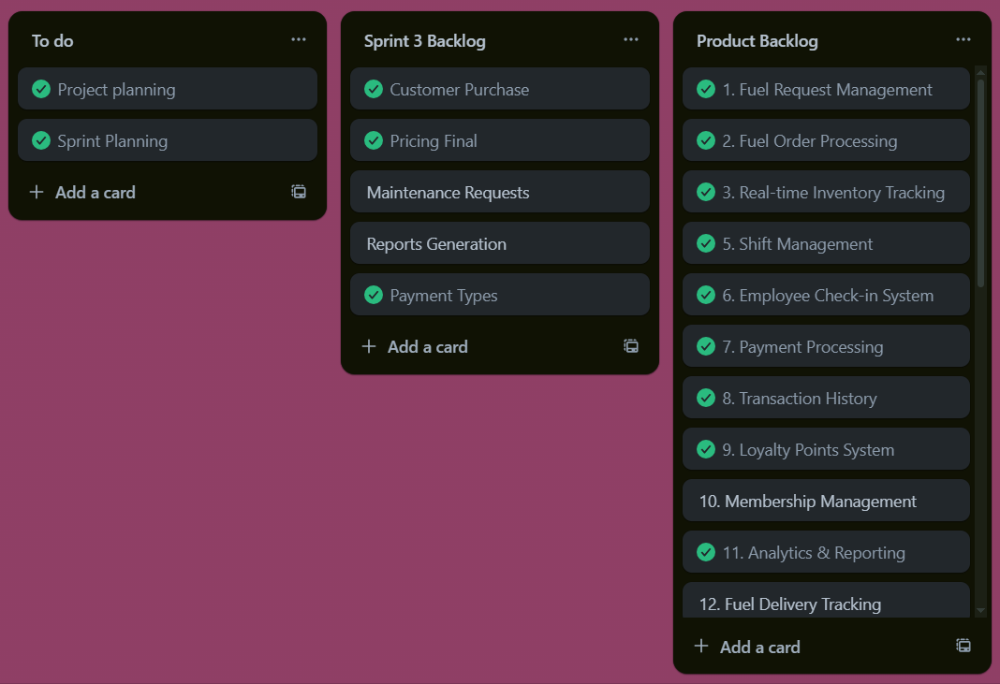 To do
Project planning
Sprint Planning
Add a card
Sprint 3 Backlog
Customer Purchase
Pricing Final
Maintenance Requests
Reports Generation
Payment Types
Add a card
Product Backlog
1. Fuel Request Management
2. Fuel Order Processing
3. Real-time Inventory Tracking
5. Shift Management
6. Employee Check-in System
7. Payment Processing
8. Transaction History
9. Loyalty Points System
10. Membership Management
11. Analytics & Reporting
12. Fuel Delivery Tracking
Add a card